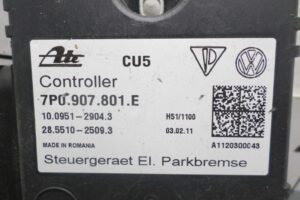 Ate CU5
Controller
7P0.907.801.E
10.0951-2904.3 H51/1100
28.5510-2509.3 03.02.11
MADE IN ROMANIA A1120300043
Steuergeraet El. Parkbremse